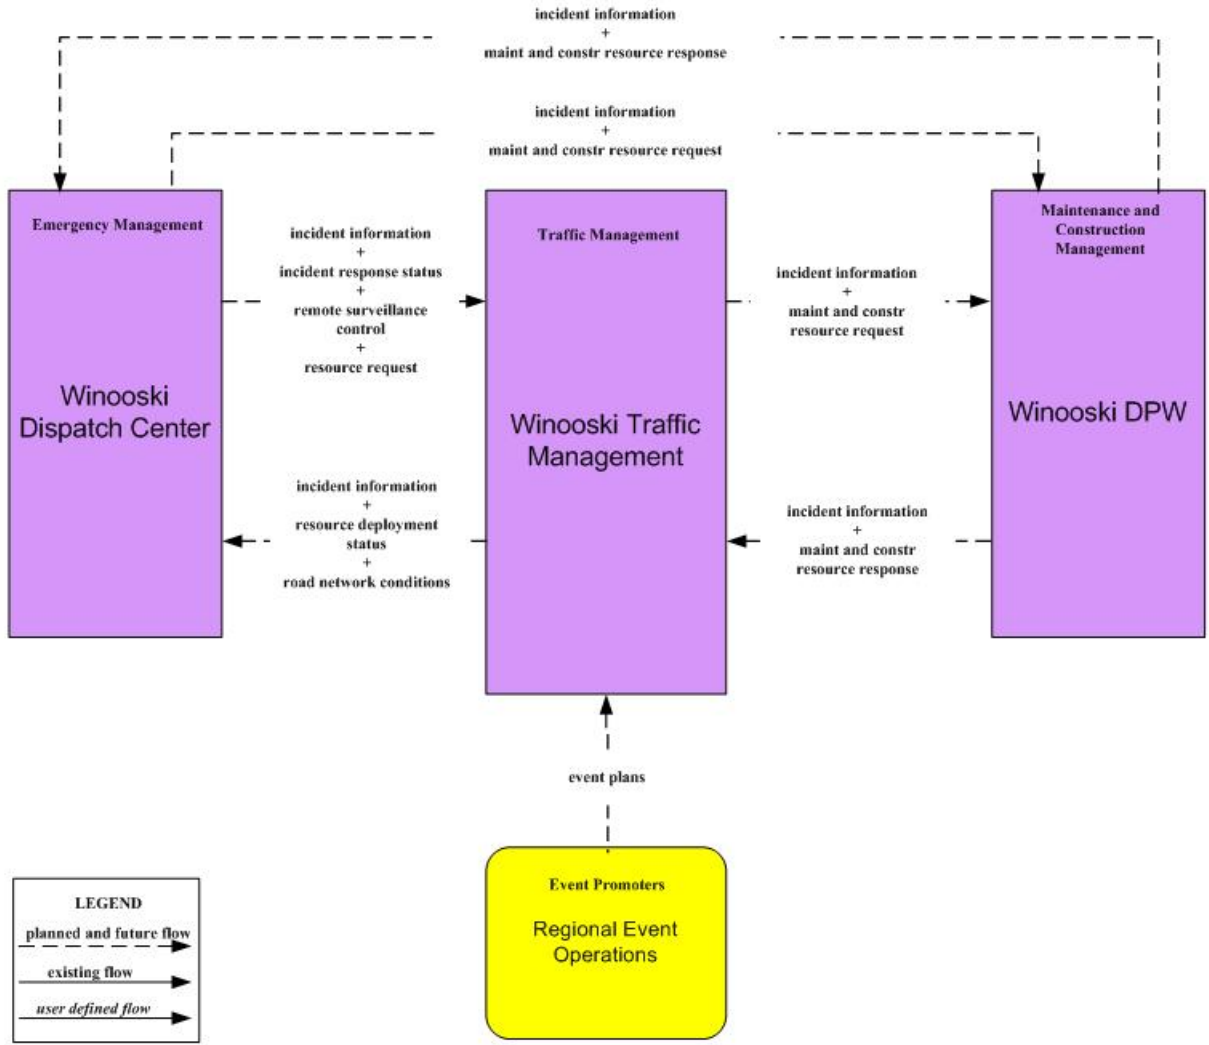 incident information
+
maint and constr resource response
incident information
+
maint and constr resource request
Emergency Management
Winooski
Dispatch Center
incident information
+
incident response status
+
remote surveillance
control
+
resource request
incident information
+
resource deployment
status
+
road network conditions
Traffic Management
Winooski Traffic
Management
incident information
+
maint and constr
resource request
incident information
+
maint and constr
resource response
Maintenance and
Construction
Management
Winooski DPW
event plans
Event Promoters
Regional Event
Operations
LEGEND
planned and future flow
existing flow
user defined flow